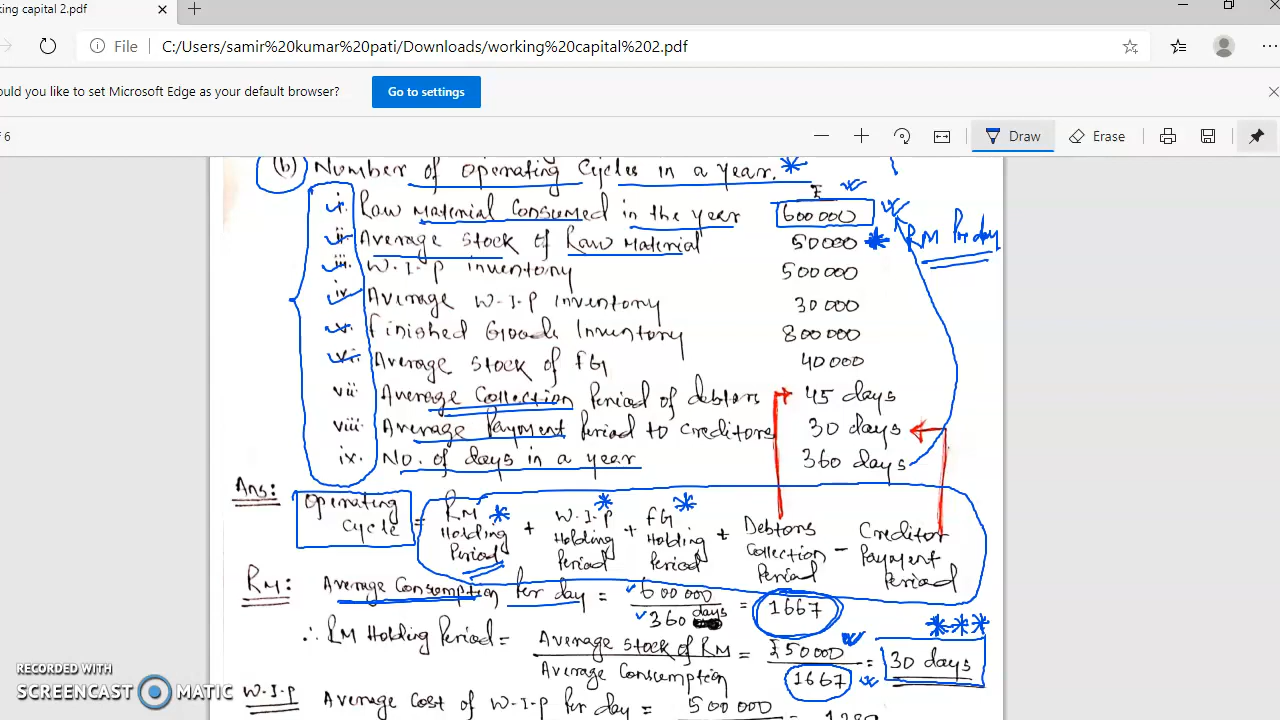 king capital 2.pdf
File C:/Users/samir%20kumar%20pati/Downloads/working%20capital%202.pdf
ould you like to set Microsoft Edge as your default browser? Go to settings
f 6 Draw Erase
(b) Number of Operating Cycles in a year.
₹
i. Raw Material Consumed in the year 600000
RM Per day
ii. Average Stock of Raw Material 50000
iii. W.I.P inventory 500000
iv. Average W.I.P Inventory 30000
v. Finished Goods Inventory 800000
vi. Average Stock of FG 40000
vii Average Collection Period of debtors 45 days
viii. Average Payment Period to Creditors 30 days
ix. No. of days in a year 360 days
Ans: Operating Cycle = RM Holding Period + W.I.P Holding Period + FG Holding Period + Debtors Collection Period - Creditor Payment Period
RM: Average Consumption Per day = 600000 / 360 days = 1667
∴ RM Holding Period = Average Stock of RM / Average Consumption = ₹50000 / 1667 = 30 days
W.I.P Average Cost of W.I.P Per day = 500000
RECORDED WITH
SCREENCAST MATIC